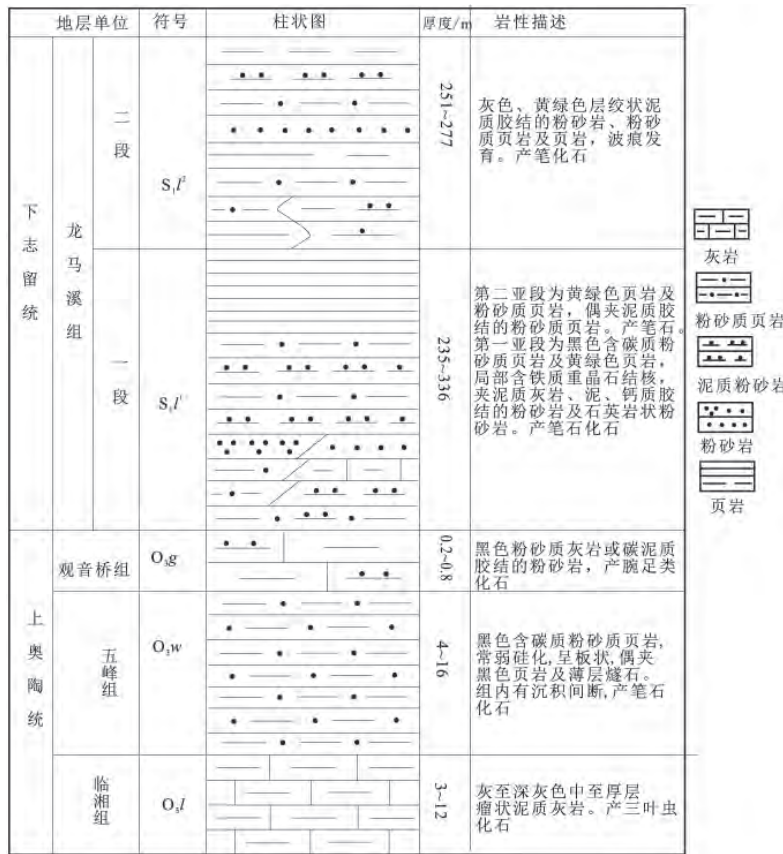 地层单位 符号 柱状图 厚度/m 岩性描述
下志留统
龙马溪组
二段
S₁l²
251~277
灰色、黄绿色层绞状泥
质胶结的粉砂岩、粉砂
质页岩及页岩，波痕发
育。产笔化石
一段
S₁l¹
235~336
第二亚段为黄绿色页岩及
粉砂质页岩，偶夹泥质胶
结的粉砂质页岩。产笔石。
第一亚段为黑色含碳质粉
砂质页岩及黄绿色页岩，
局部含铁质重晶石结核，
夹泥质灰岩、泥、钙质胶
结的粉砂岩及石英岩状粉
砂岩。产笔石化石
上奥陶统
观音桥组
O₃g
0.2~0.8
黑色粉砂质灰岩或碳泥质
胶结的粉砂岩，产腕足类
化石
五峰组
O₃w
4~16
黑色含碳质粉砂质页岩，
常弱硅化，呈板状，偶夹
黑色页岩及薄层燧石。
组内有沉积间断，产笔石
化石
临湘组
O₃l
3~12
灰至深灰色中至厚层
瘤状泥质灰岩。产三叶虫
化石
灰岩
粉砂质页岩
泥质粉砂岩
粉砂岩
页岩